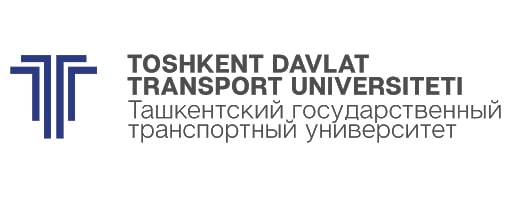 TOSHKENT DAVLAT
TRANSPORT UNIVERSITETI
Ташкентский государственный
транспортный университет